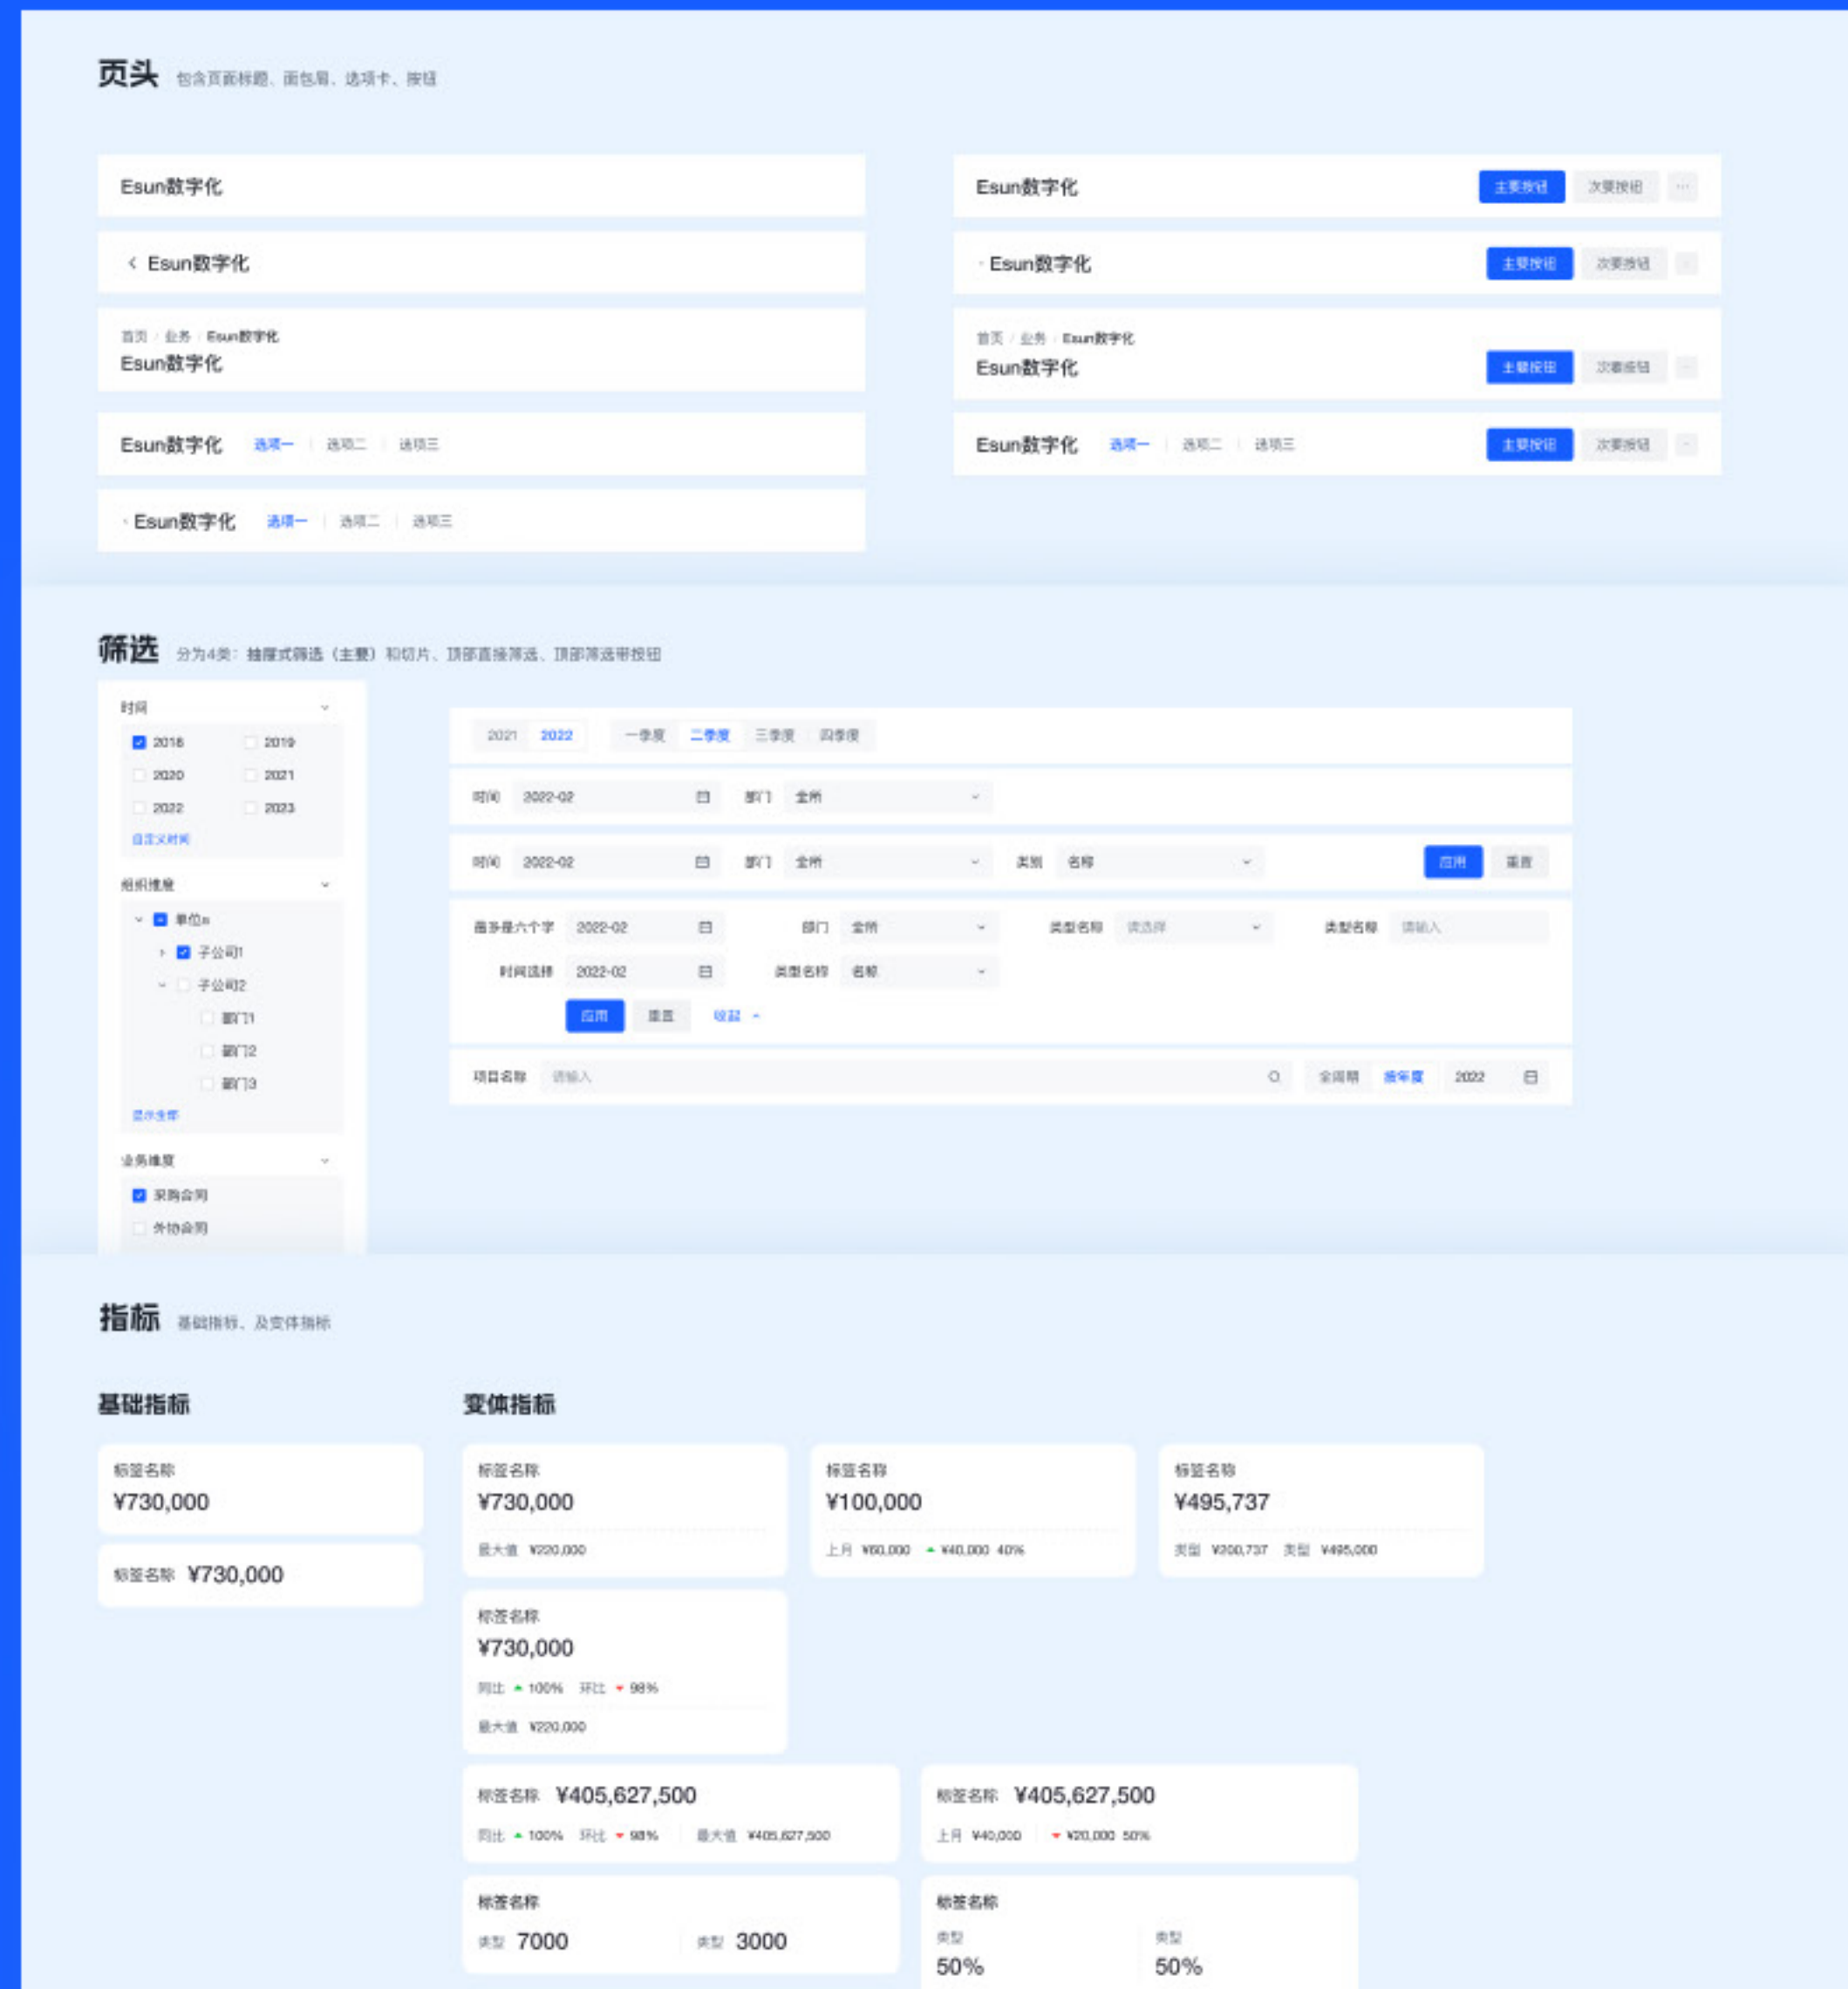 页头 包含页面标题、面包屑、选项卡、按钮
Esun数字化
Esun数字化 主要按钮 次要按钮 ···
Esun数字化
Esun数字化 主要按钮 次要按钮
首页 / 业务 / Esun数字化
Esun数字化
首页 / 业务 / Esun数字化
Esun数字化 主要按钮 次要按钮
Esun数字化 选项一 选项二 选项三
Esun数字化 选项一 选项二 选项三 主要按钮 次要按钮
Esun数字化 选项一 选项二 选项三
筛选 分为4类：抽屉式筛选（主要）和切片、顶部直接筛选、顶部筛选带按钮
时间
2018 2019
2020 2021
2022 2023
自定义时间
组织维度
单位a
子公司1
子公司2
部门1
部门2
部门3
显示全部
业务维度
采购合同
外协合同
2021 2022 一季度 二季度 三季度 四季度
时间 2022-02 部门 全所
时间 2022-02 部门 全所 类别 名称 应用 重置
最多是六个字 2022-02 部门 全所 类型名称 请选择 类型名称 请输入
时间选择 2022-02 类型名称 名称
应用 重置 收起
项目名称 请输入 全周期 按年度 2022
指标 基础指标、及变体指标
基础指标
标签名称
¥730,000
标签名称 ¥730,000
变体指标
标签名称
¥730,000
最大值 ¥220,000
标签名称
¥100,000
上月 ¥60,000 ¥40,000 40%
标签名称
¥495,737
类型 ¥200,737 类型 ¥495,000
标签名称
¥730,000
同比 100% 环比 98%
最大值 ¥220,000
标签名称 ¥405,627,500
同比 100% 环比 98% 最大值 ¥405,627,500
标签名称 ¥405,627,500
上月 ¥40,000 ¥20,000 50%
标签名称
类型 7000 类型 3000
标签名称
类型 类型
50% 50%